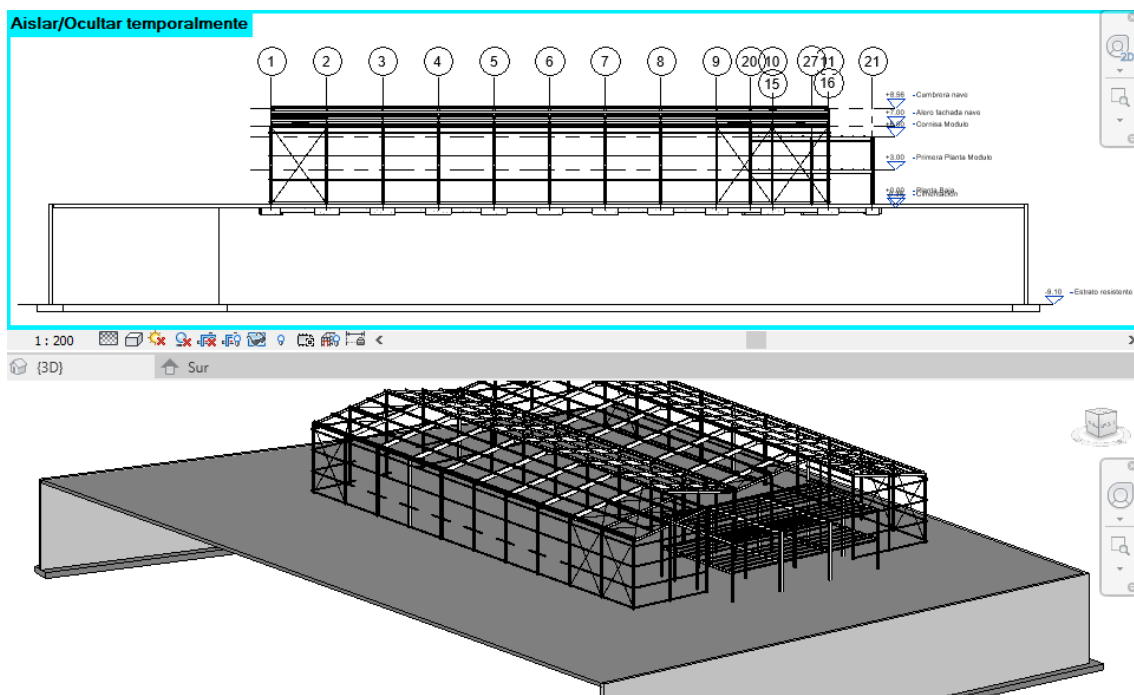 Aislar/Ocultar temporalmente
1 2 3 4 5 6 7 8 9 20 10 27 11 21
15 16
2D
+8.56 Cumbrera nave
+7.00 Alero fachada nave
Cornisa Modulo
+3.00 Primera Planta Modulo
+0.00 Planta Baja
Cimentación
-9.10 Estrato resistente
1 : 200
{3D} Sur